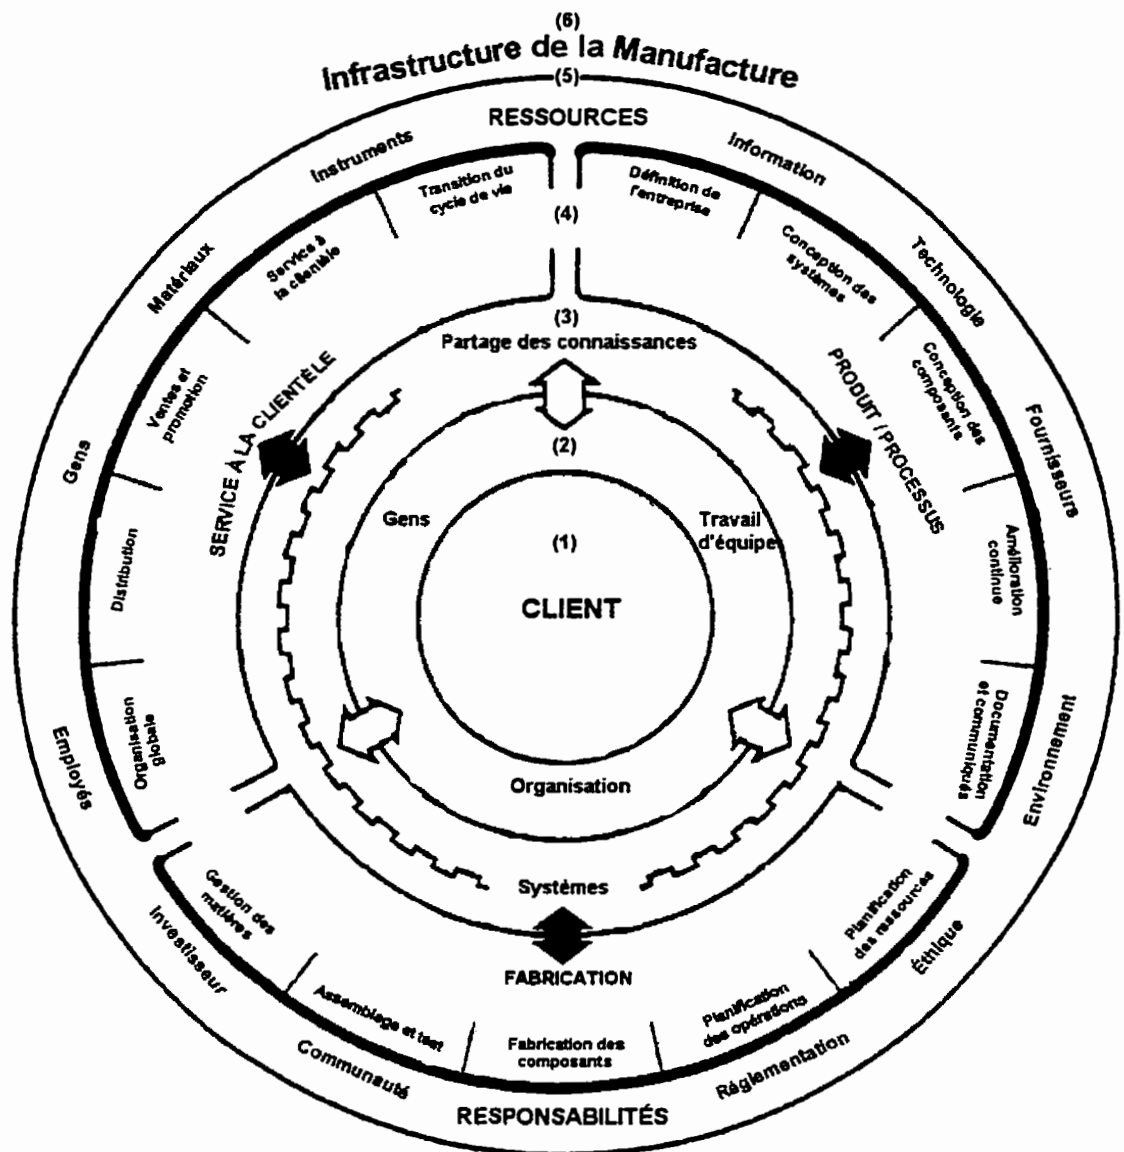 (6)
Infrastructure de la Manufacture
(5)
RESSOURCES
Instruments
Information
Matériaux
Technologie
Gens
Fournisseurs
Employés
Environnement
Investisseur
Éthique
Communauté
Règlementation
RESPONSABILITÉS
Transition du
cycle de vie
(4)
Définition de
l'entreprise
Service à
la clientèle
Conception des
systèmes
Ventes et
promotion
Conception des
composants
Distribution
Amélioration
continue
Organisation
globale
Documentation
et communiqués
Gestion des
matières
Planification
des ressources
Assemblage et test
Planification
des opérations
Fabrication des
composants
SERVICE À LA CLIENTÈLE
PRODUIT / PROCESSUS
FABRICATION
(3)
Partage des connaissances
(2)
Gens
Travail
d'équipe
(1)
CLIENT
Organisation
Systèmes